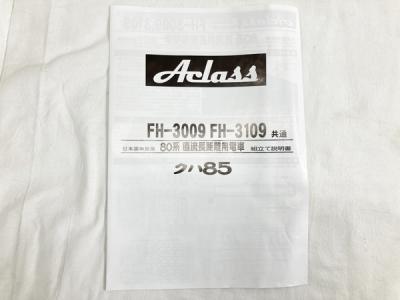 Aclass
FH-3009 FH-3109 共通
日本国有鉄道 80系 直流長距離用電車 組立て説明書
クハ85